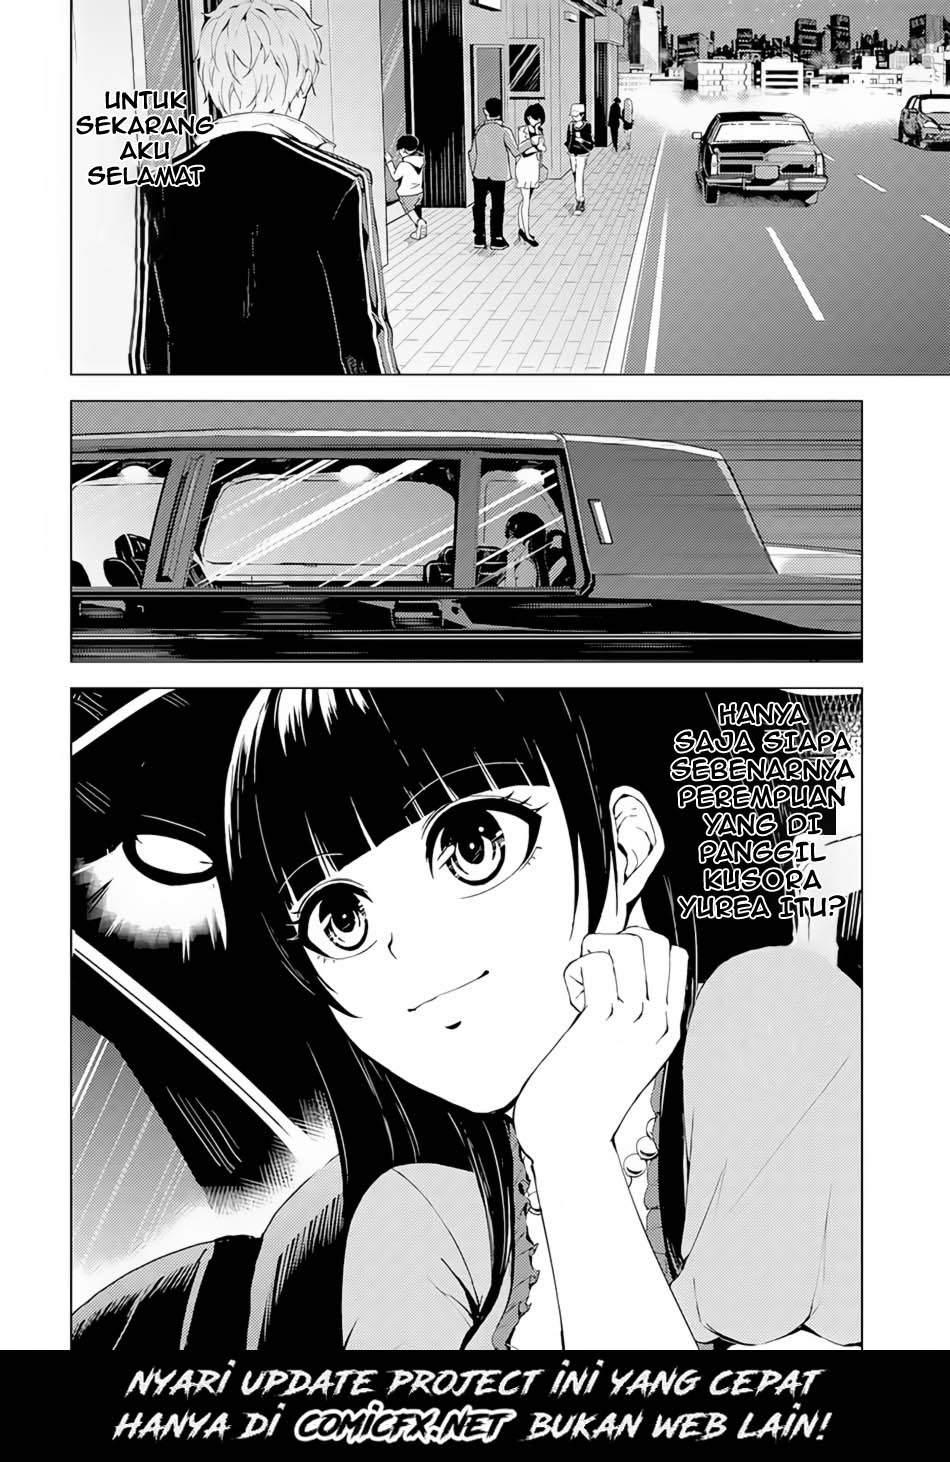 UNTUK
SEKARANG
AKU
SELAMAT
HANYA
SAJA SIAPA
SEBENARNYA
PEREMPUAN
YANG DI
PANGGIL
KUSORA
YUREA ITU?
NYARI UPDATE PROJECT INI YANG CEPAT
HANYA DI COMICFX.NET BUKAN WEB LAIN!